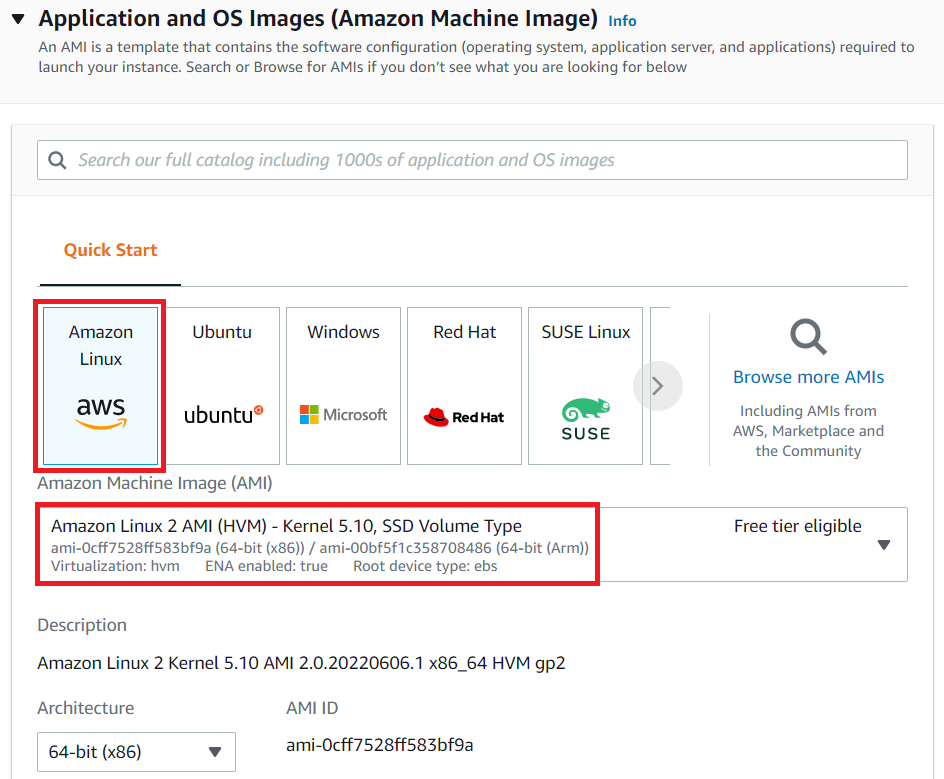 Application and OS Images (Amazon Machine Image) Info
An AMI is a template that contains the software configuration (operating system, application server, and applications) required to
launch your instance. Search or Browse for AMIs if you don’t see what you are looking for below
Search our full catalog including 1000s of application and OS images
Quick Start
Amazon
Linux
aws
Ubuntu
ubuntu
Windows
Microsoft
Red Hat
Red Hat
SUSE Linux
SUSE
Browse more AMIs
Including AMIs from
AWS, Marketplace and
the Community
Amazon Machine Image (AMI)
Amazon Linux 2 AMI (HVM) - Kernel 5.10, SSD Volume Type
Free tier eligible
ami-0cff7528ff583bf9a (64-bit (x86)) / ami-00bf5f1c358708486 (64-bit (Arm))
Virtualization: hvm ENA enabled: true Root device type: ebs
Description
Amazon Linux 2 Kernel 5.10 AMI 2.0.20220606.1 x86_64 HVM gp2
Architecture
AMI ID
64-bit (x86)
ami-0cff7528ff583bf9a